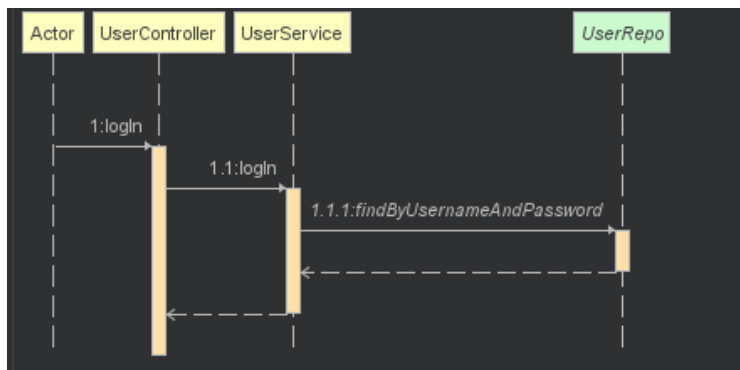 Actor
UserController
UserService
UserRepo
1:logIn
1.1:logIn
1.1.1:findByUsernameAndPassword